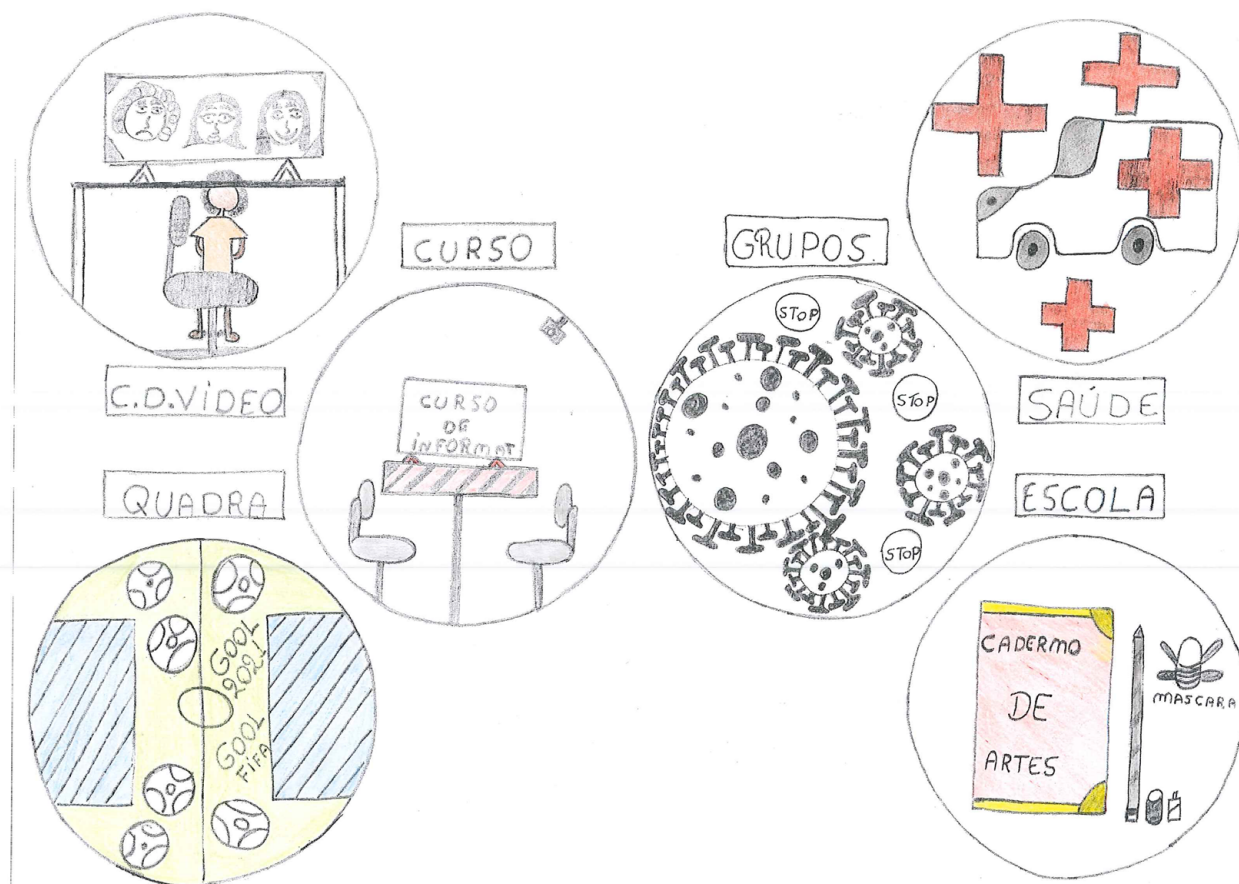 CURSO
GRUPOS.
C.D.VÍDEO
SAÚDE
QUADRA
ESCOLA
CURSO
DE
INFORMAT
STOP
STOP
STOP
GOOL
2021
GOOL
FIFA
CADERMO
DE
ARTES
MASCARA